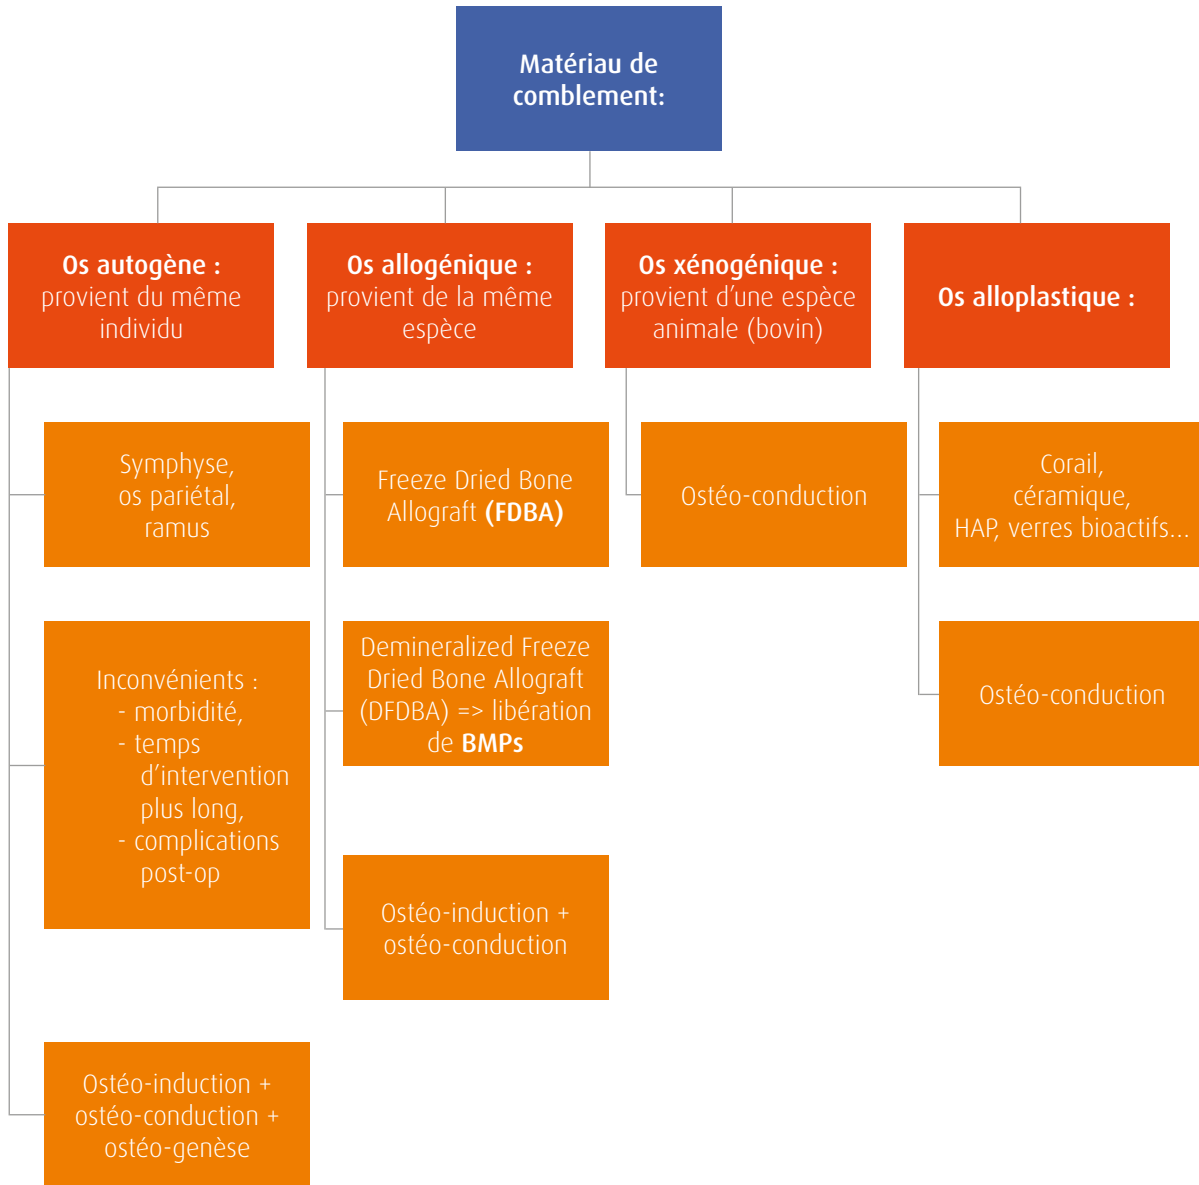 Matériau de
comblement:
Os autogène :
provient du même
individu
Os allogénique :
provient de la même
espèce
Os xénogénique :
provient d'une espèce
animale (bovin)
Os alloplastique :
Symphyse,
os pariétal,
ramus
Inconvénients :
- morbidité,
- temps
d'intervention
plus long,
- complications
post-op
Ostéo-induction +
ostéo-conduction +
ostéo-genèse
Freeze Dried Bone
Allograft (FDBA)
Demineralized Freeze
Dried Bone Allograft
(DFDBA) => libération
de BMPs
Ostéo-induction +
ostéo-conduction
Ostéo-conduction
Corail,
céramique,
HAP, verres bioactifs...
Ostéo-conduction